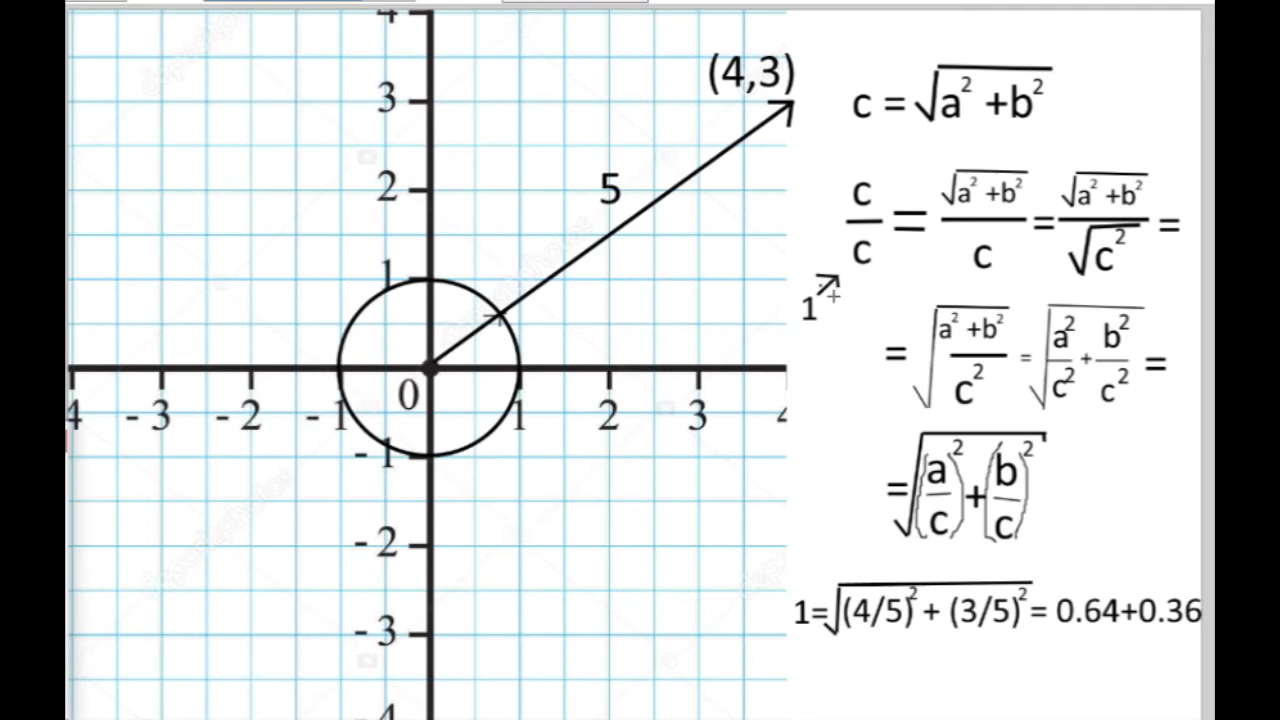 4
(4,3)
3
5
2
1
0
4 -3 -2 -1 1 2 3 4
-1
-2
-3
-4
c = √a² + b²
c/c = √a² + b²/c = √a² + b²/√c² =
1
= √a² + b²/c² = √a²/c² + b²/c² =
= √(a/c)² + (b/c)²
1=√(4/5)² + (3/5)² = 0.64+0.36